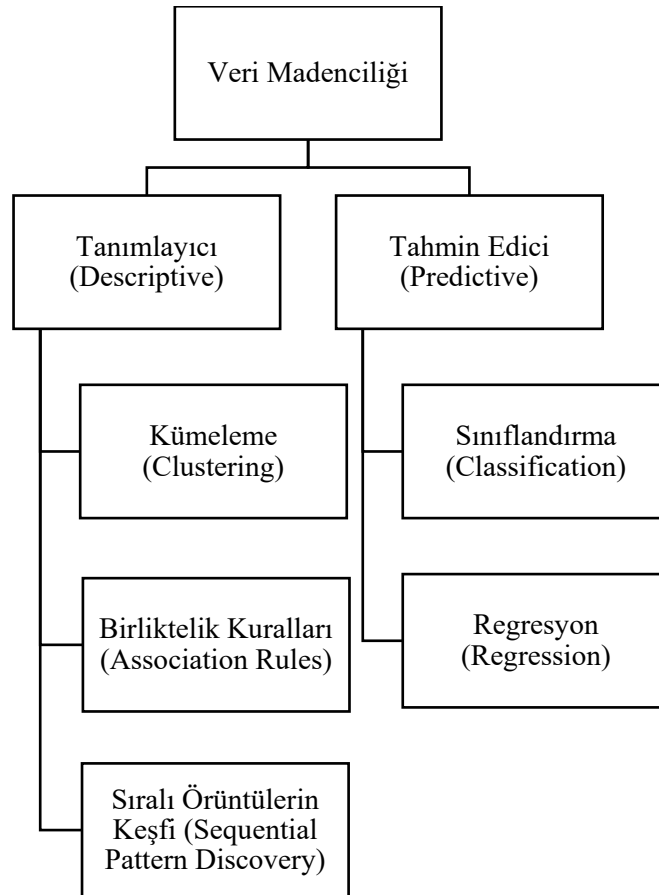 Veri Madenciliği
Tanımlayıcı
(Descriptive)
Tahmin Edici
(Predictive)
Kümeleme
(Clustering)
Sınıflandırma
(Classification)
Birliktelik Kuralları
(Association Rules)
Regresyon
(Regression)
Sıralı Örüntülerin
Keşfi (Sequential
Pattern Discovery)